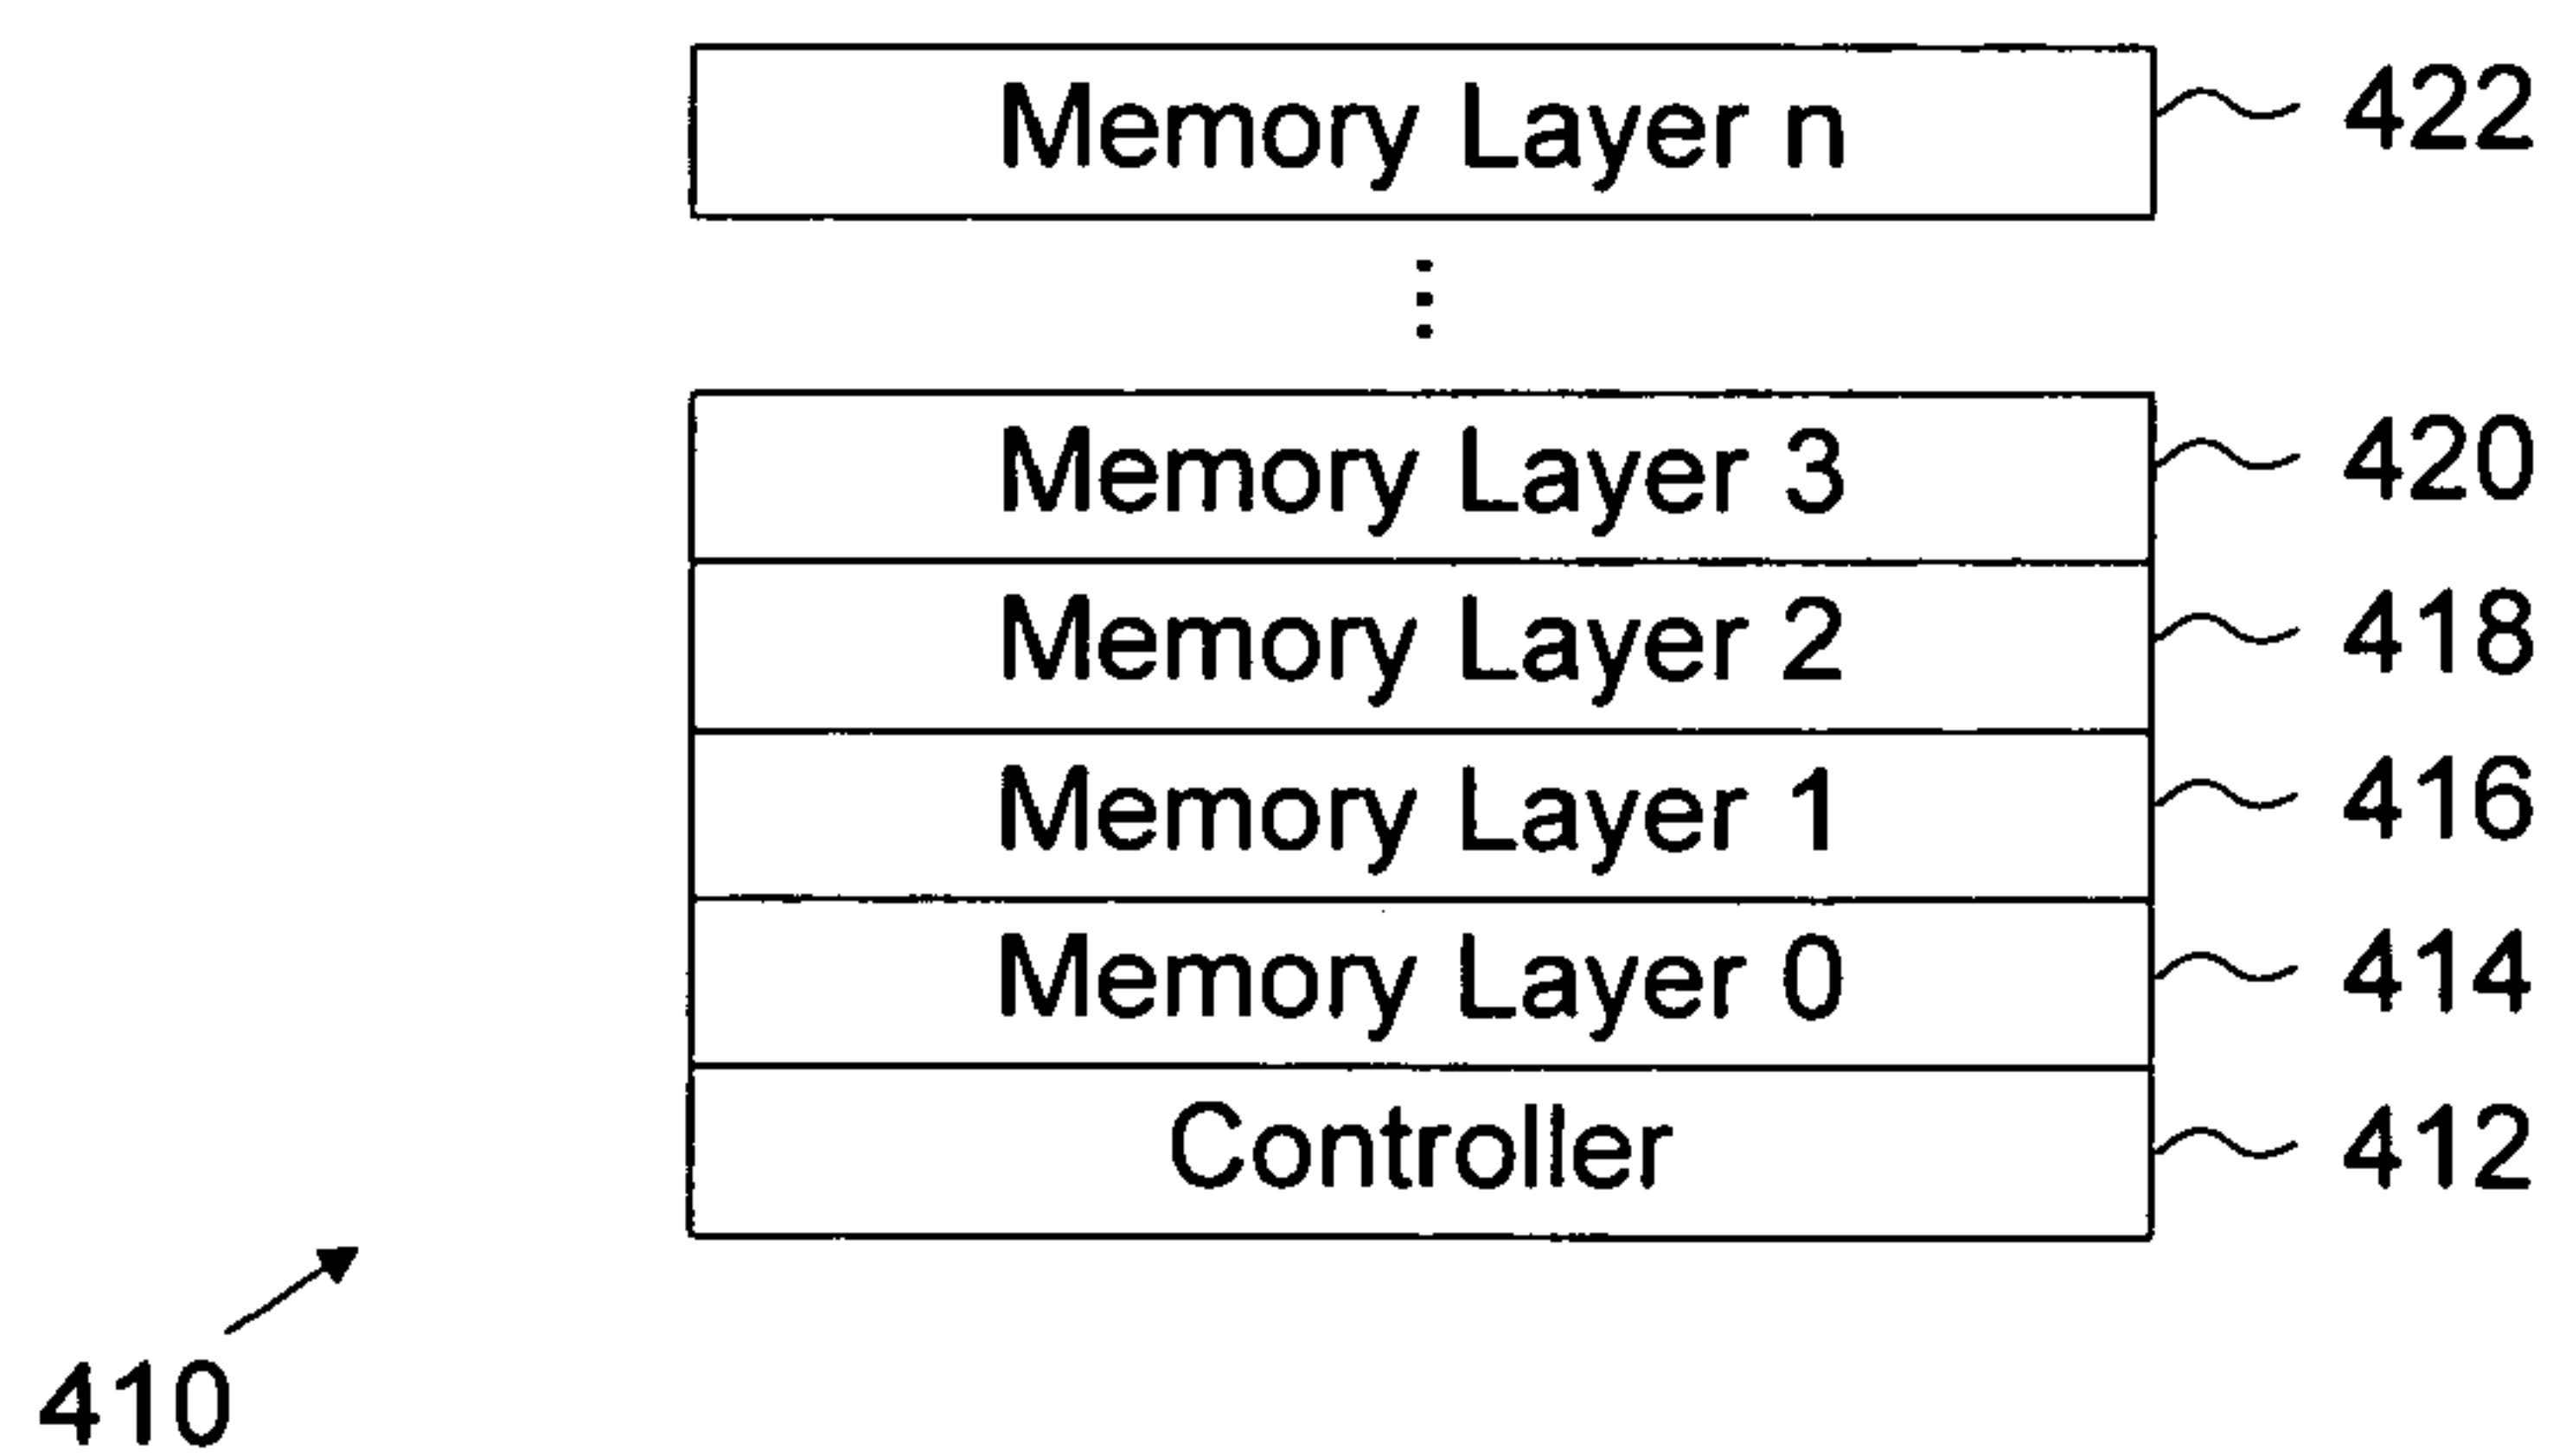 Memory Layer n 422
Memory Layer 3 420
Memory Layer 2 418
Memory Layer 1 416
Memory Layer 0 414
Controller 412
410